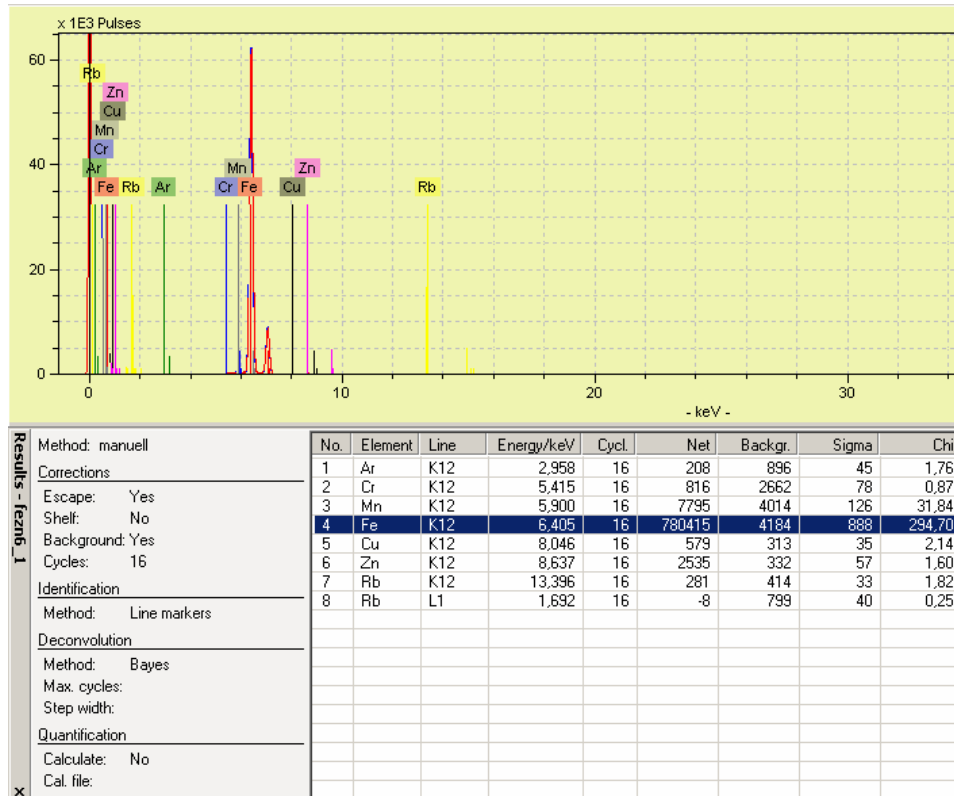 x 1E3 Pulses
60
40
20
0
Rb
Zn
Cu
Mn
Cr
Ar
Fe Rb Ar Cr Mn Fe Cu Zn Rb
0 10 20 30
- keV -
Results - fezn6_1
x
Method: manuell
Corrections
Escape: Yes
Shelf: No
Background: Yes
Cycles: 16
Identification
Method: Line markers
Deconvolution
Method: Bayes
Max. cycles:
Step width:
Quantification
Calculate: No
Cal. file:
No. Element Line Energy/keV Cycl. Net Backgr. Sigma Chi
1 Ar K12 2,958 16 208 896 45 1,76
2 Cr K12 5,415 16 816 2662 78 0,87
3 Mn K12 5,900 16 7795 4014 126 31,84
4 Fe K12 6,405 16 780415 4184 888 294,70
5 Cu K12 8,046 16 579 313 35 2,14
6 Zn K12 8,637 16 2535 332 57 1,60
7 Rb K12 13,396 16 281 414 33 1,82
8 Rb L1 1,692 16 -8 799 40 0,25